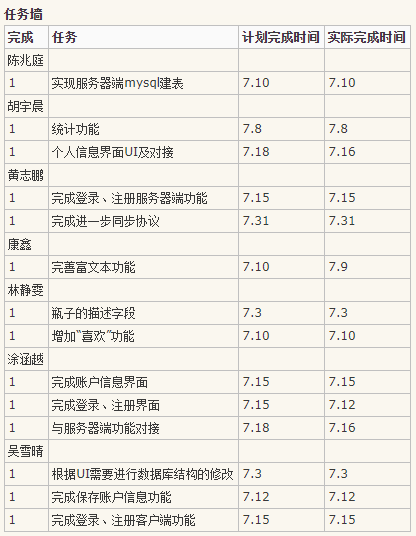 任务墙
完成 任务 计划完成时间 实际完成时间
陈兆庭
1 实现服务器端mysql建表 7.10 7.10
胡宇晨
1 统计功能 7.8 7.8
1 个人信息界面UI及对接 7.18 7.16
黄志鹏
1 完成登录、注册服务器端功能 7.15 7.15
1 完成进一步同步协议 7.31 7.31
康鑫
1 完善富文本功能 7.10 7.9
林静雯
1 瓶子的描述字段 7.3 7.3
1 增加“喜欢”功能 7.10 7.10
涂涵越
1 完成账户信息界面 7.15 7.15
1 完成登录、注册界面 7.15 7.12
1 与服务器端功能对接 7.18 7.16
吴雪晴
1 根据UI需要进行数据库结构的修改 7.3 7.3
1 完成保存账户信息功能 7.12 7.12
1 完成登录、注册客户端功能 7.15 7.15